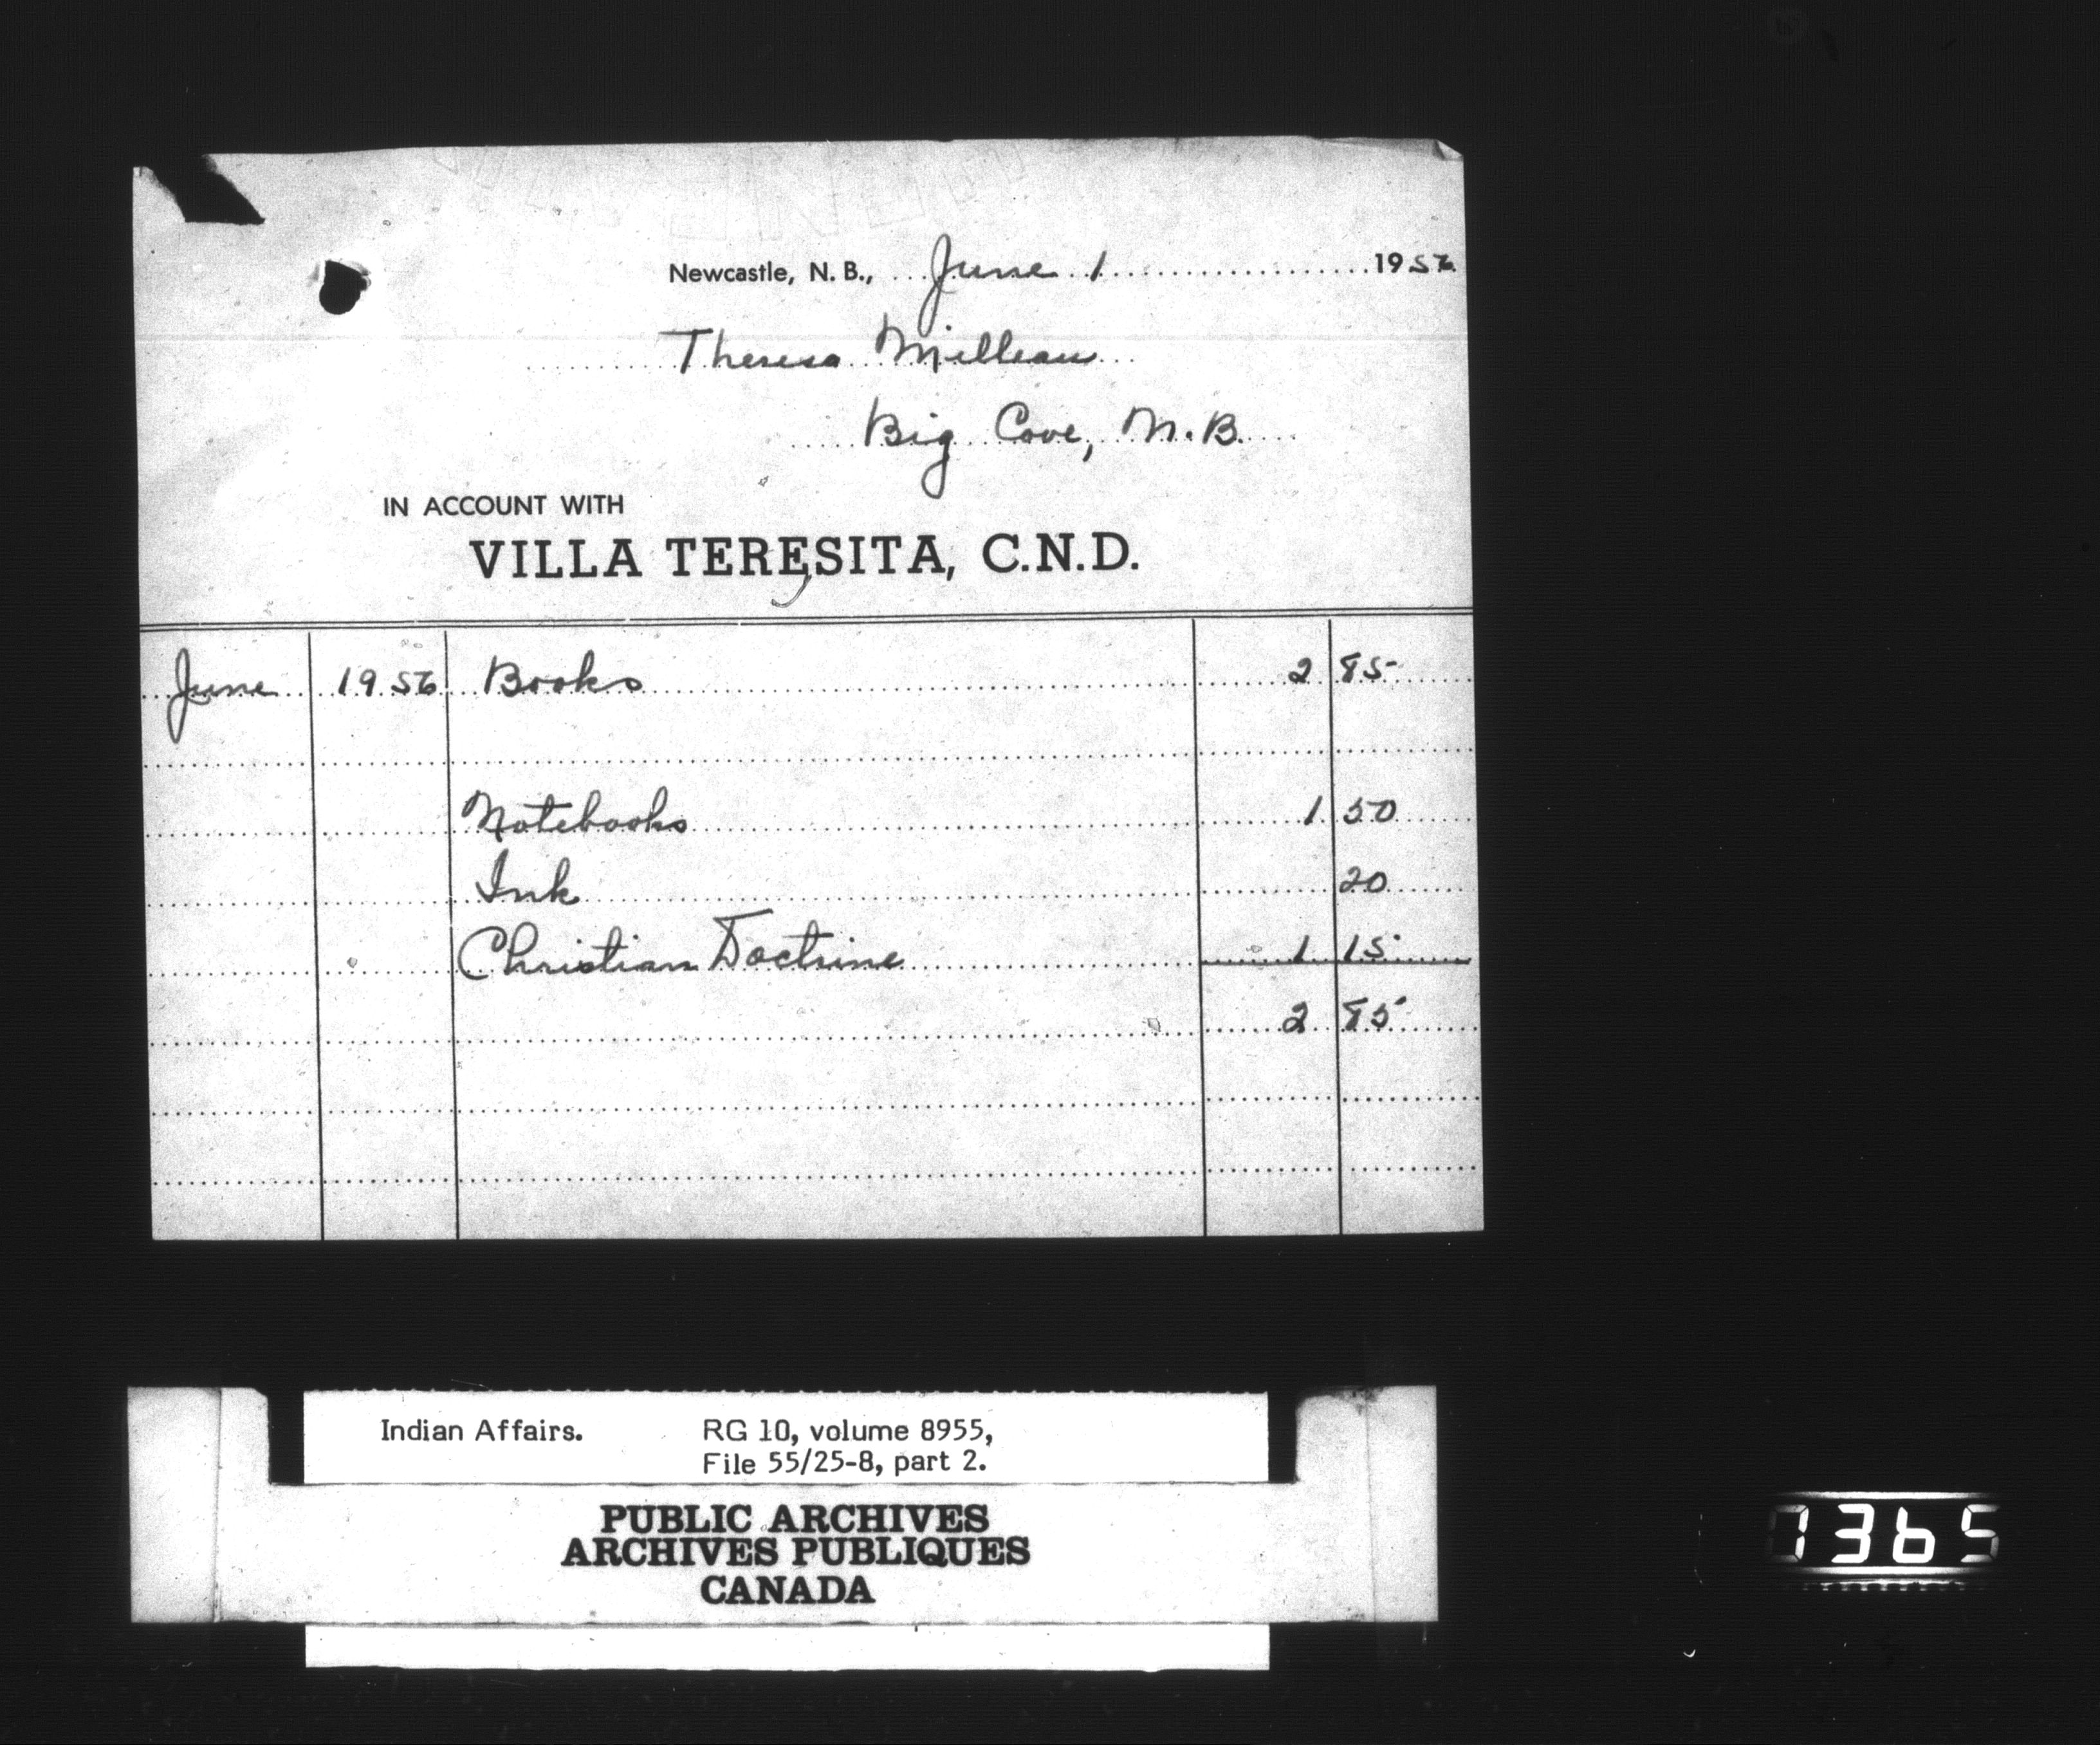 Newcastle, N. B., June 1 1956
Theresa Milleau
Big Cove, N.B.
IN ACCOUNT WITH
VILLA TERESITA, C.N.D.
June 1956 Books 2 85
Notebooks 1 50
Ink 20
Christian Doctrine 1 15
2 85
Indian Affairs. RG 10, volume 8955,
File 55/25-8, part 2.
PUBLIC ARCHIVES
ARCHIVES PUBLIQUES
CANADA
1365